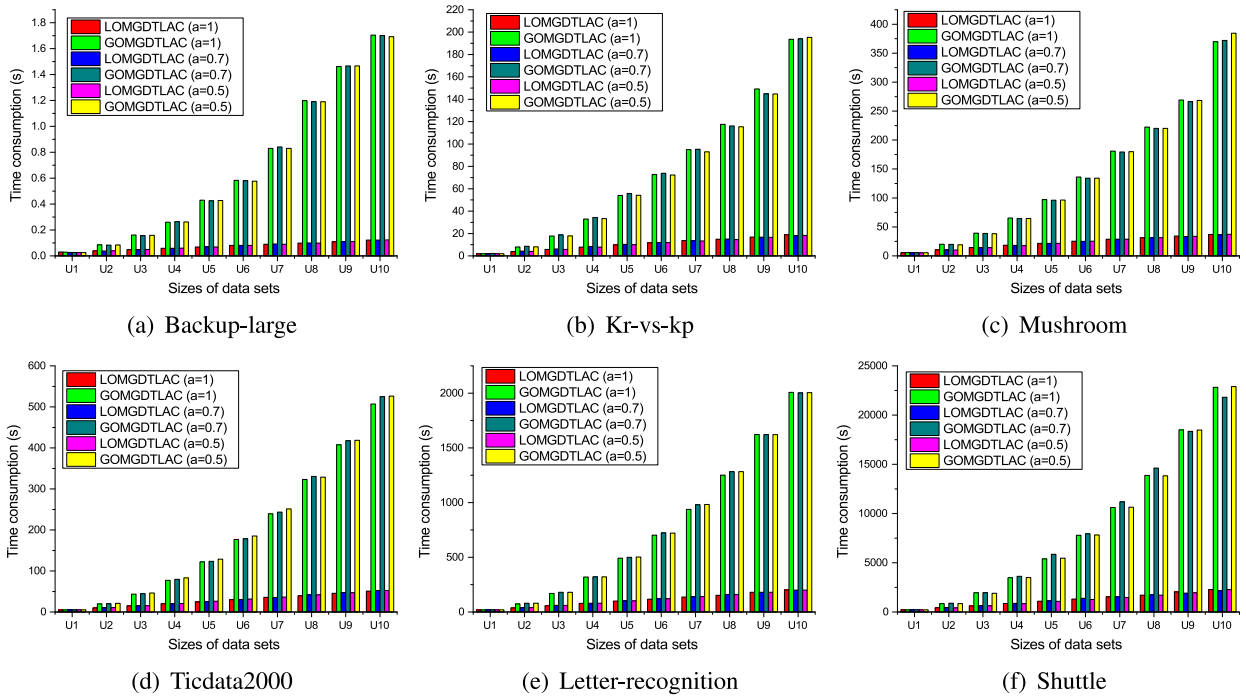 Time consumption (s)
1.8
1.6
1.4
1.2
1.0
0.8
0.6
0.4
0.2
0.0
LOMGDTLAC (a=1)
GOMGDTLAC (a=1)
LOMGDTLAC (a=0.7)
GOMGDTLAC (a=0.7)
LOMGDTLAC (a=0.5)
GOMGDTLAC (a=0.5)
U1 U2 U3 U4 U5 U6 U7 U8 U9 U10
Sizes of data sets
(a) Backup-large
Time consumption (s)
220
200
180
160
140
120
100
80
60
40
20
0
LOMGDTLAC (a=1)
GOMGDTLAC (a=1)
LOMGDTLAC (a=0.7)
GOMGDTLAC (a=0.7)
LOMGDTLAC (a=0.5)
GOMGDTLAC (a=0.5)
U1 U2 U3 U4 U5 U6 U7 U8 U9 U10
Sizes of data sets
(b) Kr-vs-kp
Time consumption (s)
400
350
300
250
200
150
100
50
0
LOMGDTLAC (a=1)
GOMGDTLAC (a=1)
LOMGDTLAC (a=0.7)
GOMGDTLAC (a=0.7)
LOMGDTLAC (a=0.5)
GOMGDTLAC (a=0.5)
U1 U2 U3 U4 U5 U6 U7 U8 U9 U10
Sizes of data sets
(c) Mushroom
Time consumption (s)
600
500
400
300
200
100
0
LOMGDTLAC (a=1)
GOMGDTLAC (a=1)
LOMGDTLAC (a=0.7)
GOMGDTLAC (a=0.7)
LOMGDTLAC (a=0.5)
GOMGDTLAC (a=0.5)
U1 U2 U3 U4 U5 U6 U7 U8 U9 U10
Sizes of data sets
(d) Ticdata2000
Time consumption (s)
2000
1500
1000
500
0
LOMGDTLAC (a=1)
GOMGDTLAC (a=1)
LOMGDTLAC (a=0.7)
GOMGDTLAC (a=0.7)
LOMGDTLAC (a=0.5)
GOMGDTLAC (a=0.5)
U1 U2 U3 U4 U5 U6 U7 U8 U9 U10
Sizes of data sets
(e) Letter-recognition
Time consumption (s)
25000
20000
15000
10000
5000
0
LOMGDTLAC (a=1)
GOMGDTLAC (a=1)
LOMGDTLAC (a=0.7)
GOMGDTLAC (a=0.7)
LOMGDTLAC (a=0.5)
GOMGDTLAC (a=0.5)
U1 U2 U3 U4 U5 U6 U7 U8 U9 U10
Sizes of data sets
(f) Shuttle